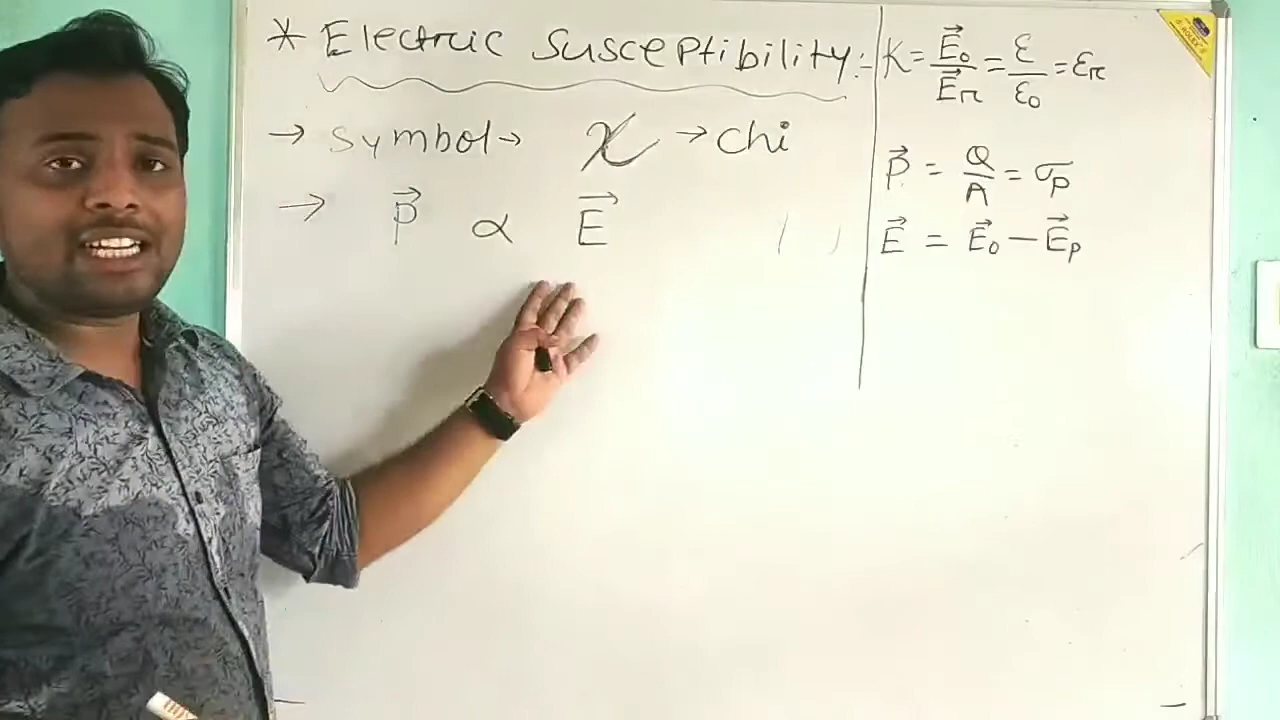 * Electric Susceptibility:-
→ Symbol → χ → Chi
→ P⃗ ∝ E⃗
K = E⃗₀/E⃗r = ε/ε₀ = εr
P⃗ = Q/A = σp
E⃗ = E⃗₀ − E⃗p